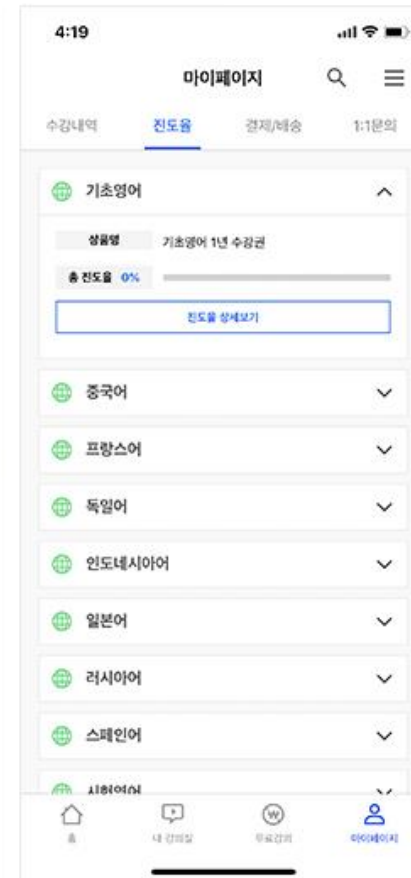 4:19
마이페이지
수강내역 진도율 결제/배송 1:1문의
기초영어
상품명 기초영어 1년 수강권
총 진도율 0%
진도율 상세보기
중국어
프랑스어
독일어
인도네시아어
일본어
러시아어
스페인어
시험영어
홈 내 강의실 무료강의 마이페이지